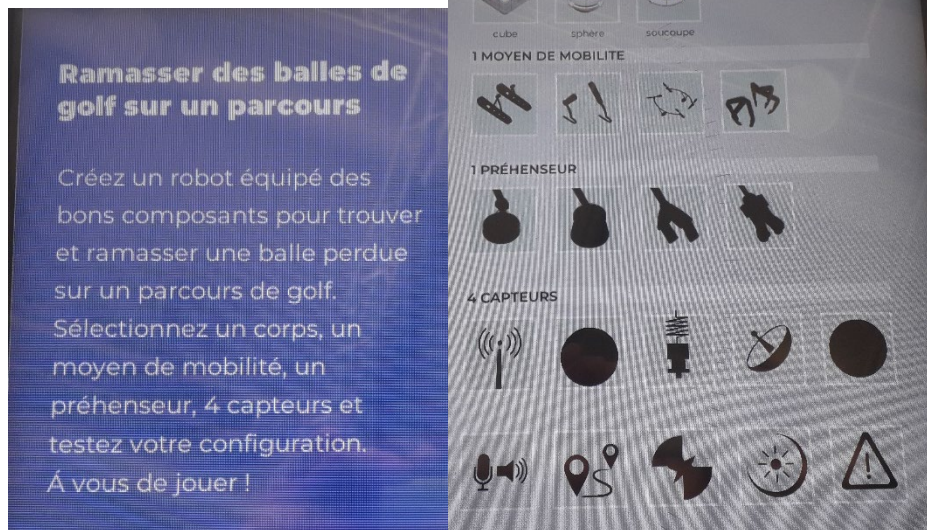 Ramasser des balles de
golf sur un parcours
Créez un robot équipé des
bons composants pour trouver
et ramasser une balle perdue
sur un parcours de golf.
Sélectionnez un corps, un
moyen de mobilité, un
préhenseur, 4 capteurs et
testez votre configuration.
Á vous de jouer !
cube sphère soucoupe
1 MOYEN DE MOBILITE
1 PRÉHENSEUR
4 CAPTEURS